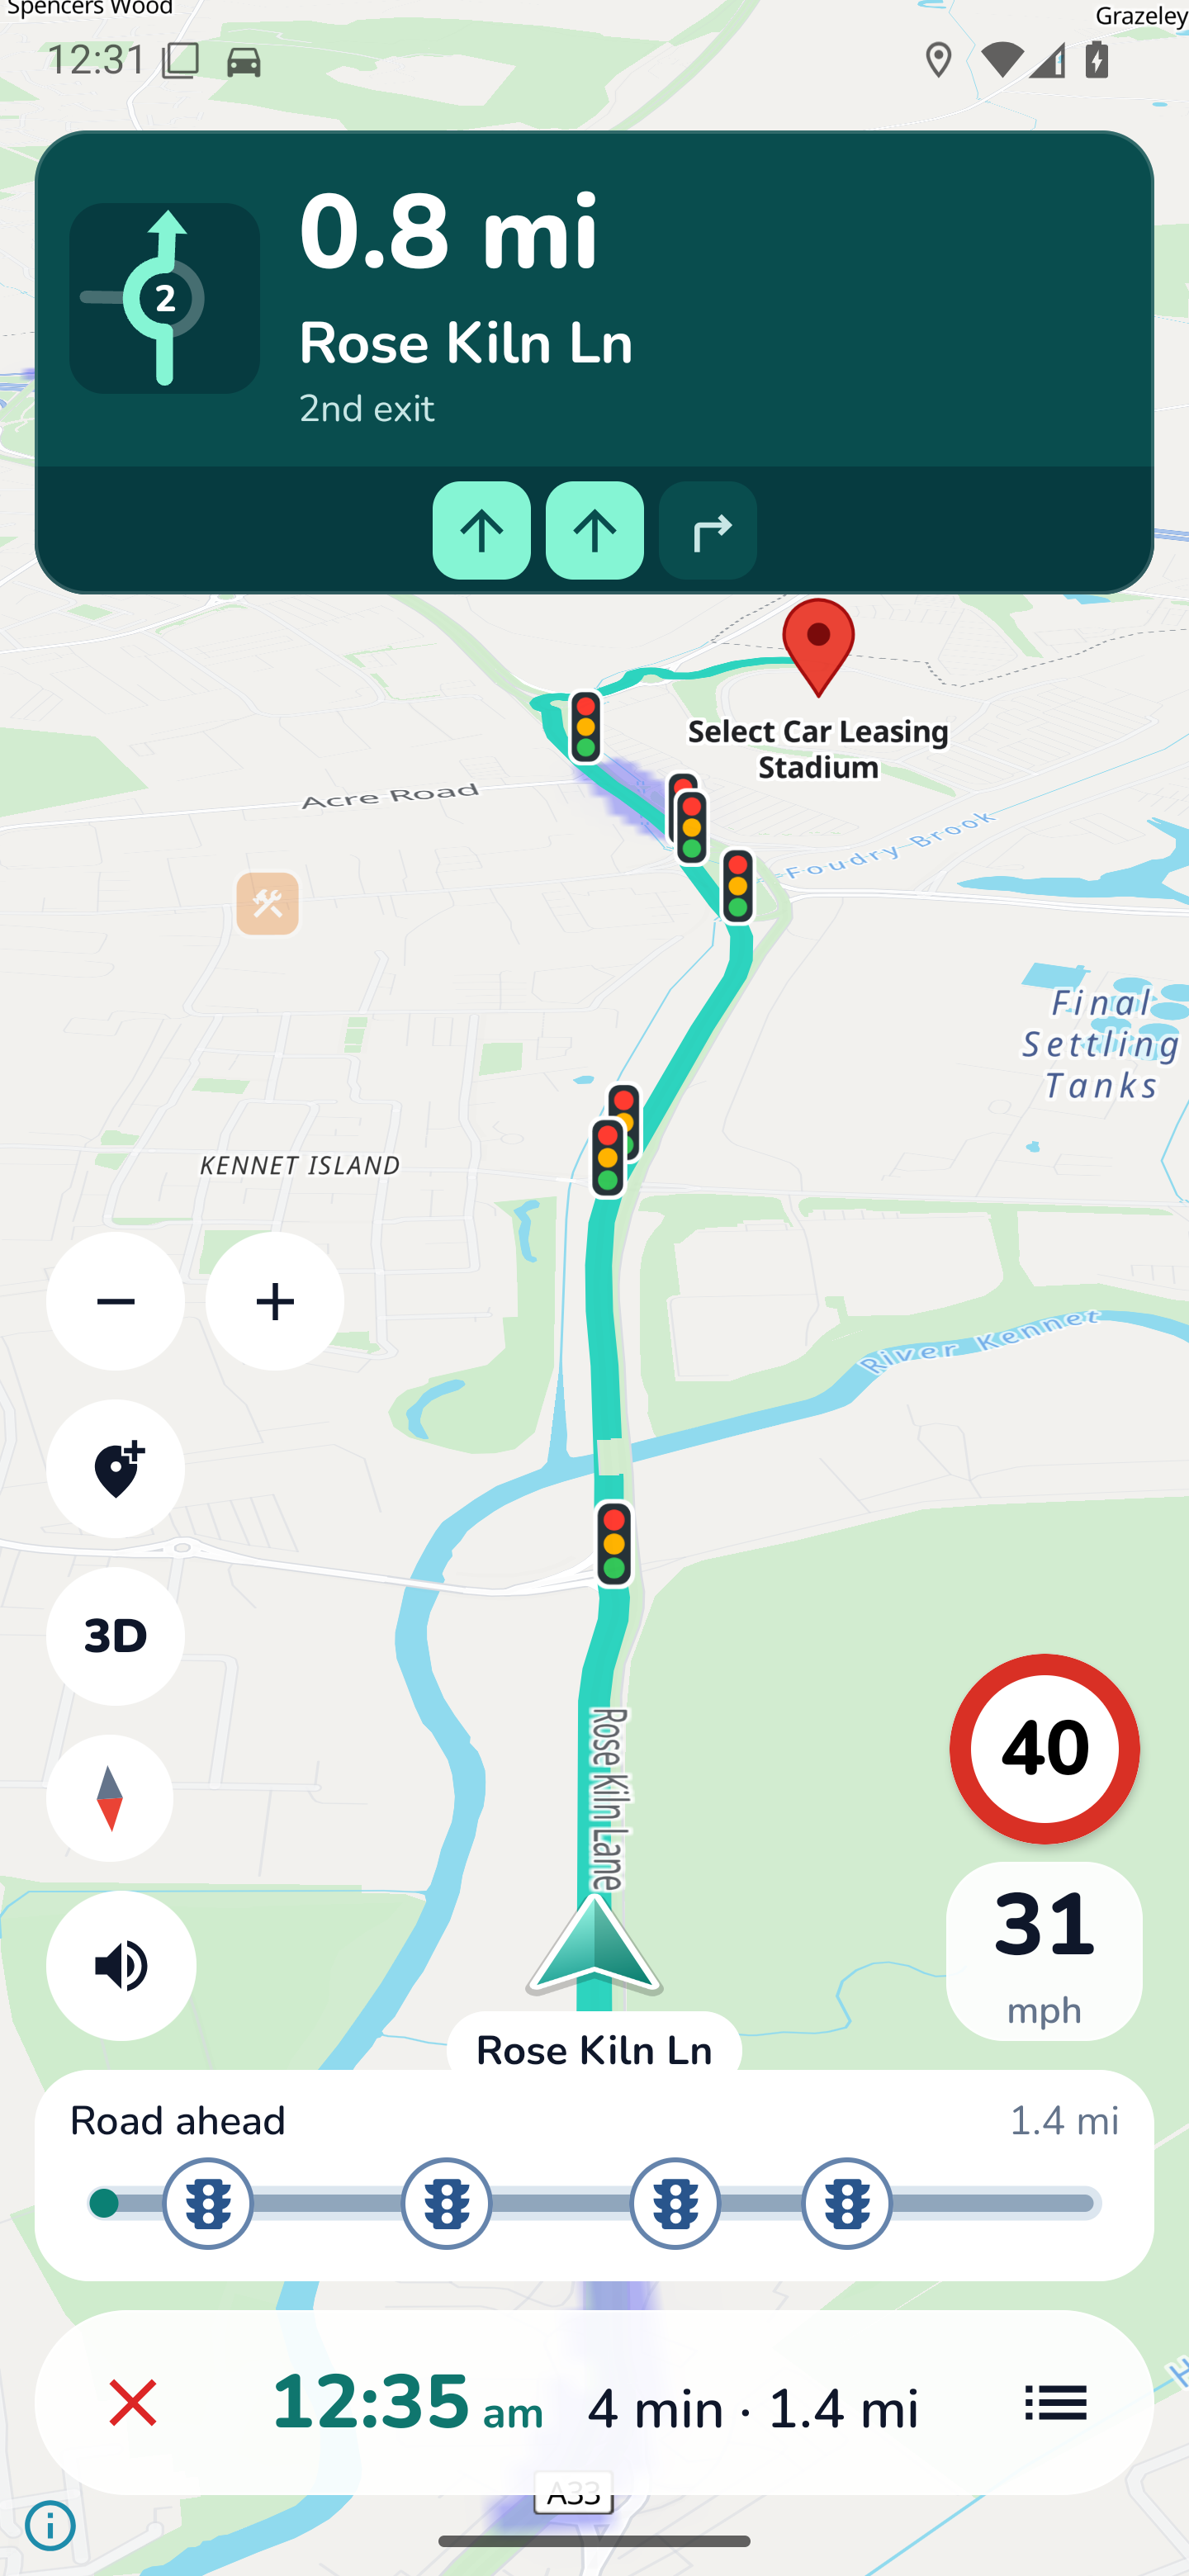 Spencers Wood
Grazeley
12:31
0.8 mi
2
Rose Kiln Ln
2nd exit
Select Car Leasing
Stadium
Acre Road
Foudry Brook
Final
Settling
Tanks
KENNET ISLAND
River Kennet
3D
Rose Kiln Lane
40
31
mph
Rose Kiln Ln
Road ahead
1.4 mi
12:35 am
4 min · 1.4 mi
A33